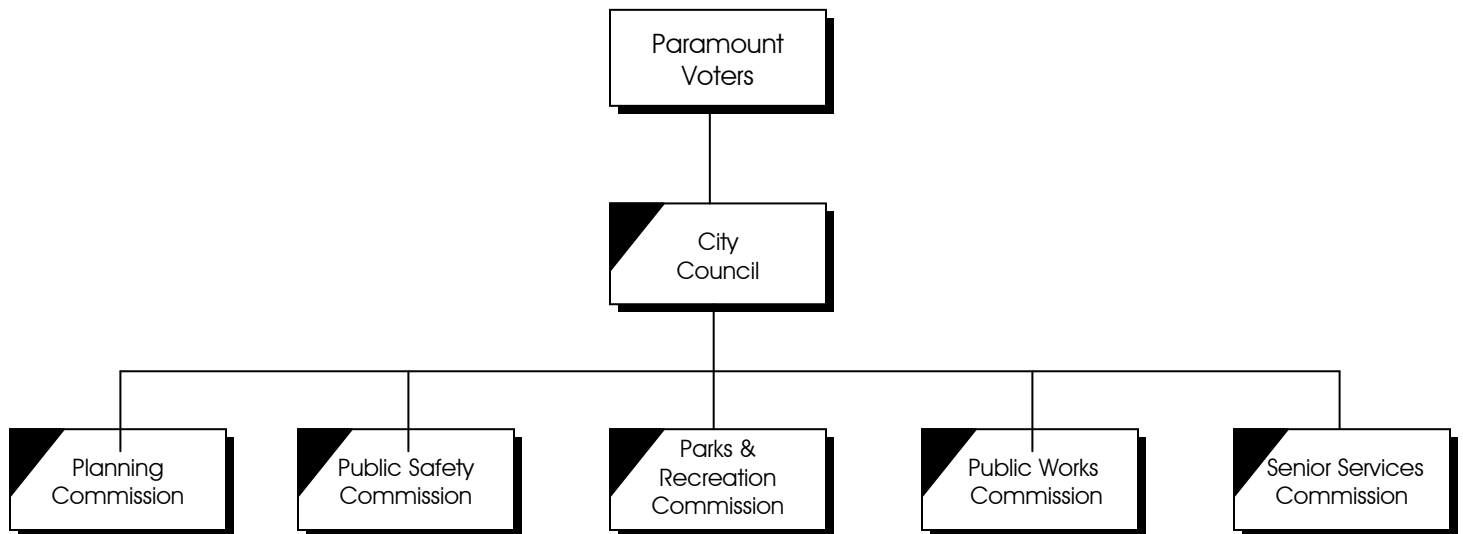 Paramount
Voters
City
Council
Planning
Commission
Public Safety
Commission
Parks &
Recreation
Commission
Public Works
Commission
Senior Services
Commission